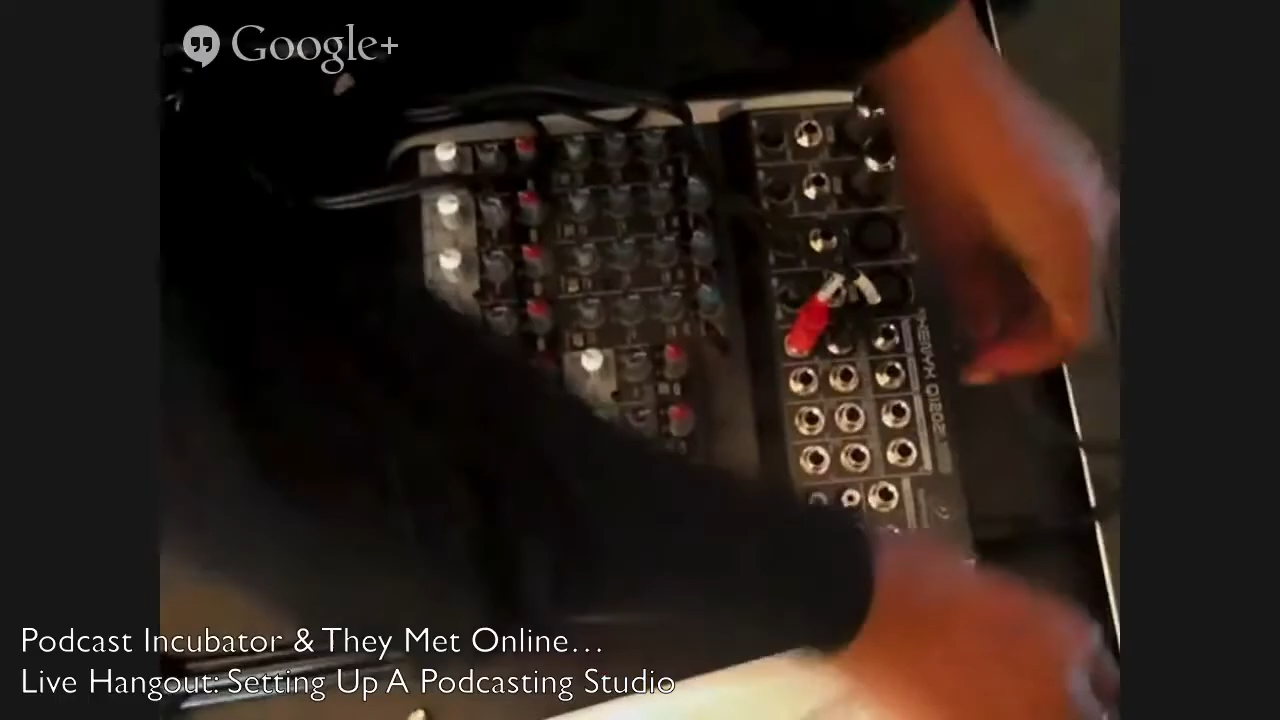 Google+
Podcast Incubator & They Met Online…
Live Hangout: Setting Up A Podcasting Studio